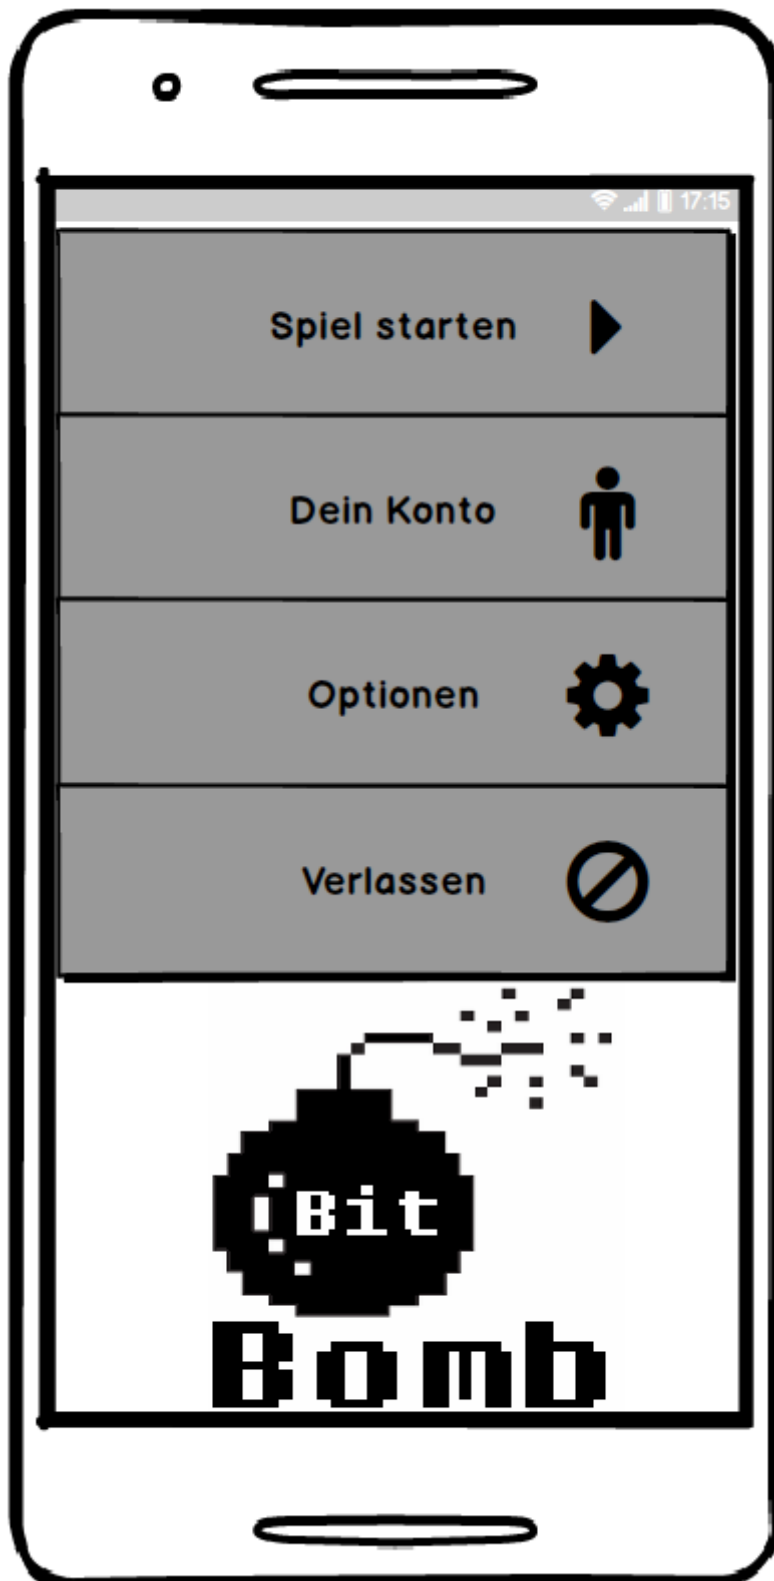 17:15
Spiel starten
Dein Konto
Optionen
Verlassen
Bit
Bomb